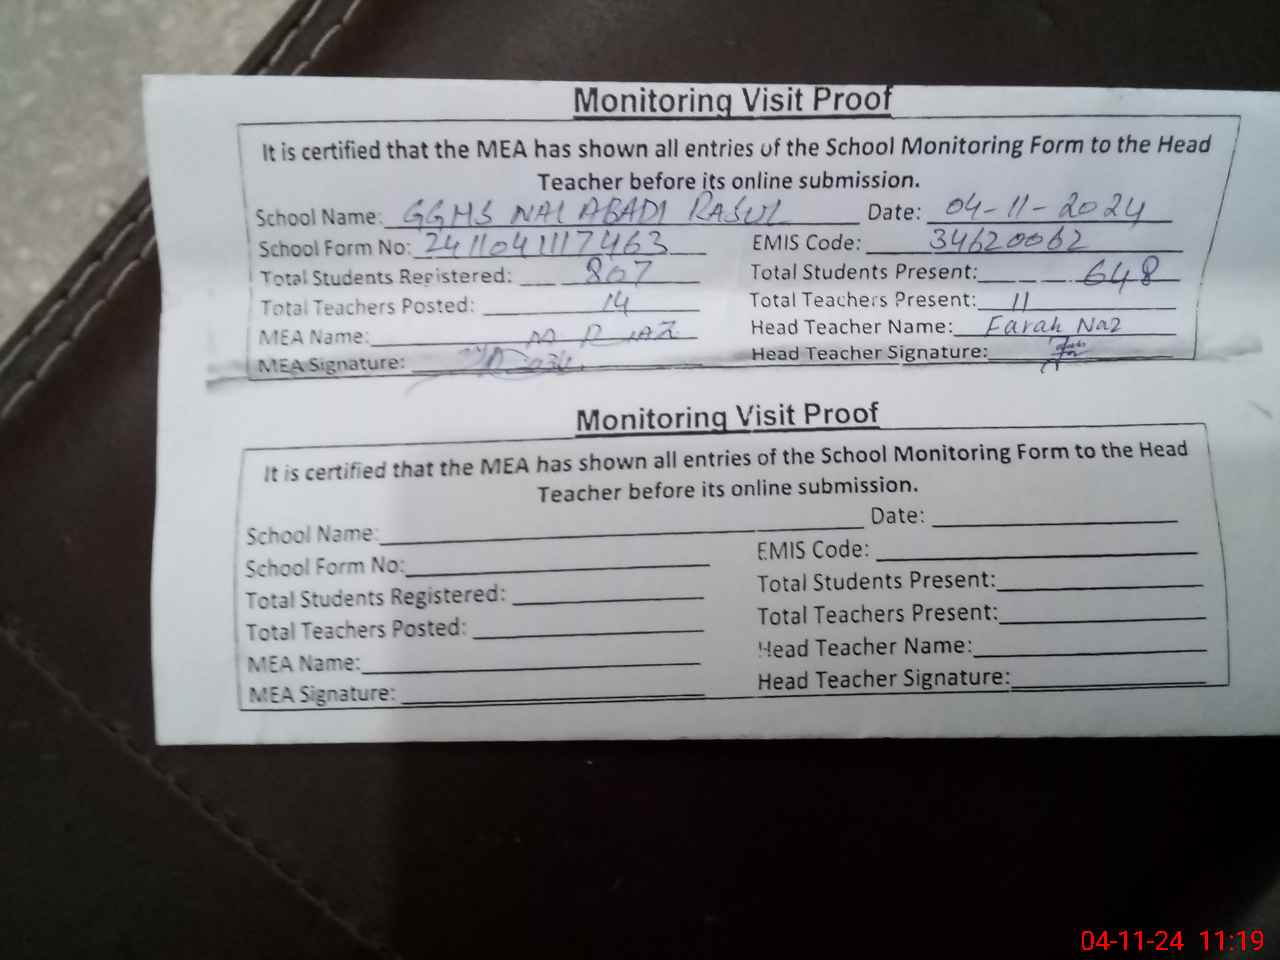 Monitoring Visit Proof
It is certified that the MEA has shown all entries of the School Monitoring Form to the Head
Teacher before its online submission.
School Name: GGHS NAI ABADI RASUL Date: 04-11-2024
School Form No: 2411041117463 EMIS Code: 34620062
Total Students Registered: 807 Total Students Present: 648
Total Teachers Posted: 14 Total Teachers Present: 11
MEA Name: M RIAZ Head Teacher Name: Farah Naz
MEA Signature: Head Teacher Signature:
Monitoring Visit Proof
It is certified that the MEA has shown all entries of the School Monitoring Form to the Head
Teacher before its online submission.
School Name: Date:
School Form No: EMIS Code:
Total Students Registered: Total Students Present:
Total Teachers Posted: Total Teachers Present:
MEA Name: Head Teacher Name:
MEA Signature: Head Teacher Signature:
04-11-24 11:19